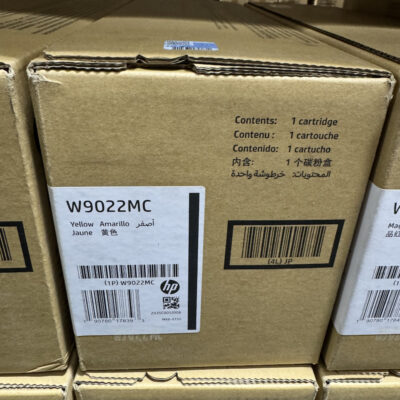 Contents: 1 cartridge
Contenu : 1 cartouche
Contenido: 1 cartucho
内含: 1 个碳粉盒
المحتويات: خرطوشة واحدة
W9022MC
Yellow Amarillo أصفر
Jaune 黄色
(1P) W9022MC
hp
(4L) JP
W9022MC